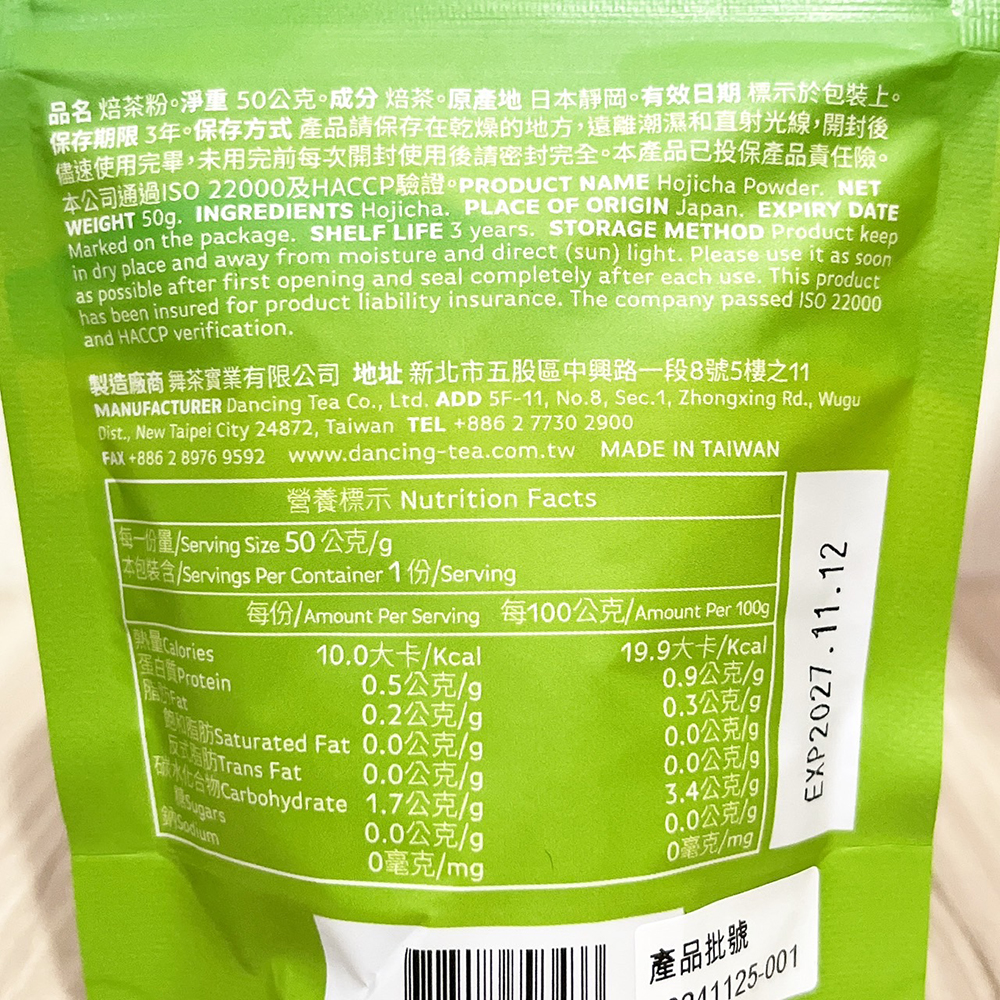 品名 焙茶粉。淨重 50公克。成分 焙茶。原產地 日本靜岡。有效日期 標示於包裝上。
保存期限 3年。保存方式 產品請保存在乾燥的地方，遠離潮濕和直射光線，開封後
儘速使用完畢，未用完前每次開封使用後請密封完全。本產品已投保產品責任險。
本公司通過ISO 22000及HACCP驗證。PRODUCT NAME Hojicha Powder. NET
WEIGHT 50g. INGREDIENTS Hojicha. PLACE OF ORIGIN Japan. EXPIRY DATE
Marked on the package. SHELF LIFE 3 years. STORAGE METHOD Product keep
in dry place and away from moisture and direct (sun) light. Please use it as soon
as possible after first opening and seal completely after each use. This product
has been insured for product liability insurance. The company passed ISO 22000
and HACCP verification.
製造廠商 舞茶實業有限公司 地址 新北市五股區中興路一段8號5樓之11
MANUFACTURER Dancing Tea Co., Ltd. ADD 5F-11, No.8, Sec.1, Zhongxing Rd., Wugu
Dist., New Taipei City 24872, Taiwan TEL +886 2 7730 2900
FAX +886 2 8976 9592 www.dancing-tea.com.tw MADE IN TAIWAN
營養標示 Nutrition Facts
每一份量/Serving Size 50 公克/g
本包裝含/Servings Per Container 1 份/Serving
每份/Amount Per Serving 每100公克/Amount Per 100g
熱量Calories 10.0大卡/Kcal 19.9大卡/Kcal
蛋白質Protein 0.5公克/g 0.9公克/g
脂肪Fat 0.2公克/g 0.3公克/g
飽和脂肪Saturated Fat 0.0公克/g 0.0公克/g
反式脂肪Trans Fat 0.0公克/g 0.0公克/g
碳水化合物Carbohydrate 1.7公克/g 3.4公克/g
糖Sugars 0.0公克/g 0.0公克/g
鈉Sodium 0毫克/mg 0毫克/mg
EXP2027.11.12
產品批號